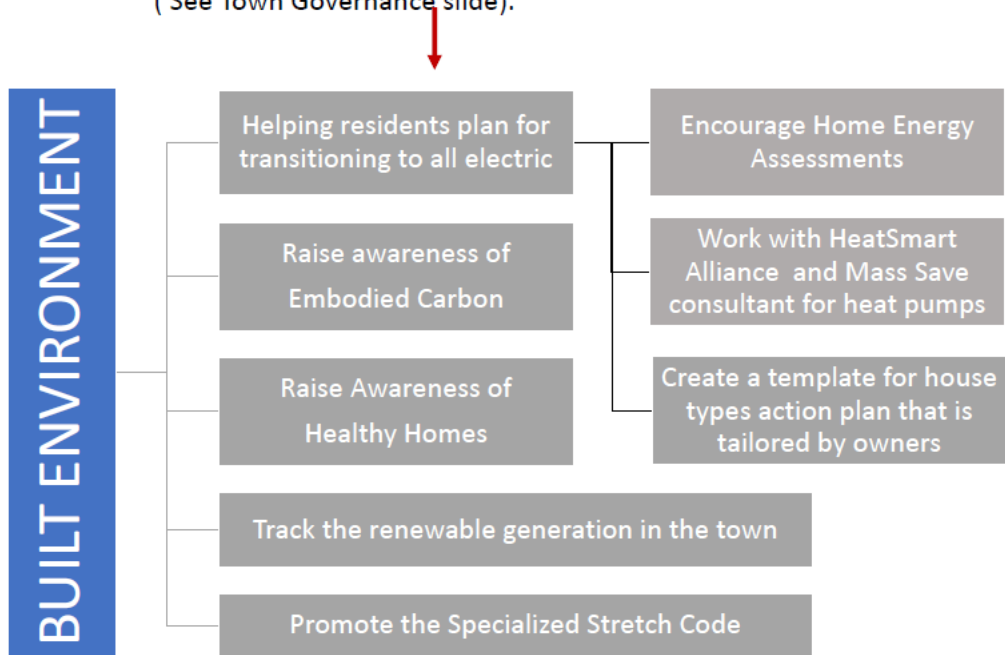 ( See Town Governance slide).
BUILT ENVIRONMENT
Helping residents plan for
transitioning to all electric
Raise awareness of
Embodied Carbon
Raise Awareness of
Healthy Homes
Track the renewable generation in the town
Promote the Specialized Stretch Code
Encourage Home Energy
Assessments
Work with HeatSmart
Alliance and Mass Save
consultant for heat pumps
Create a template for house
types action plan that is
tailored by owners